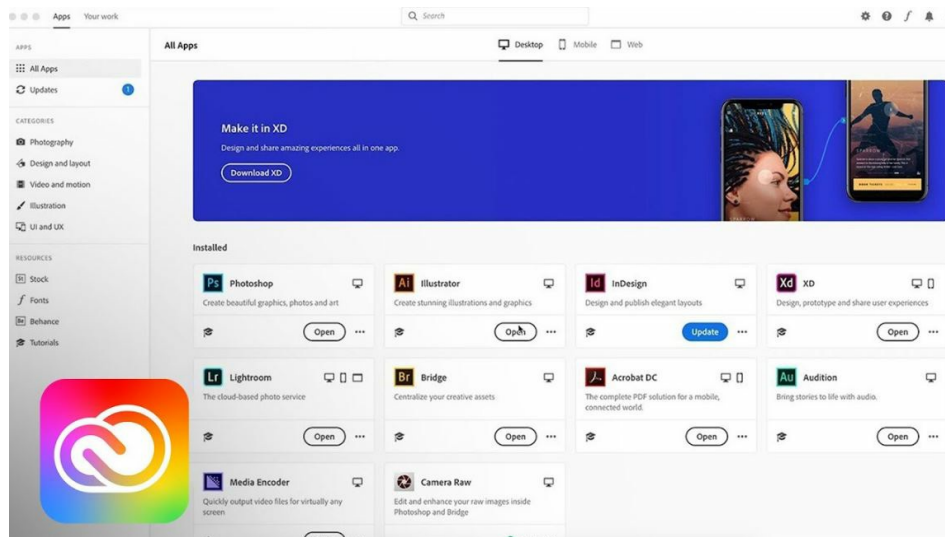 Apps Your work
Search
APPS
All Apps
Updates 1
CATEGORIES
Photography
Design and layout
Video and motion
Illustration
UI and UX
RESOURCES
St Stock
Fonts
Be Behance
Tutorials
All Apps
Desktop Mobile Web
Make it in XD
Design and share amazing experiences all in one app.
Download XD
SPARROW
Installed
Ps Photoshop
Create beautiful graphics, photos and art
Open
Ai Illustrator
Create stunning illustrations and graphics
Open
Id InDesign
Design and publish elegant layouts
Update
Xd XD
Design, prototype and share user experiences
Open
Lr Lightroom
The cloud-based photo service
Open
Br Bridge
Centralize your creative assets
Open
Acrobat DC
The complete PDF solution for a mobile,
connected world.
Open
Au Audition
Bring stories to life with audio.
Open
Media Encoder
Quickly output video files for virtually any
screen
Camera Raw
Edit and enhance your raw images inside
Photoshop and Bridge